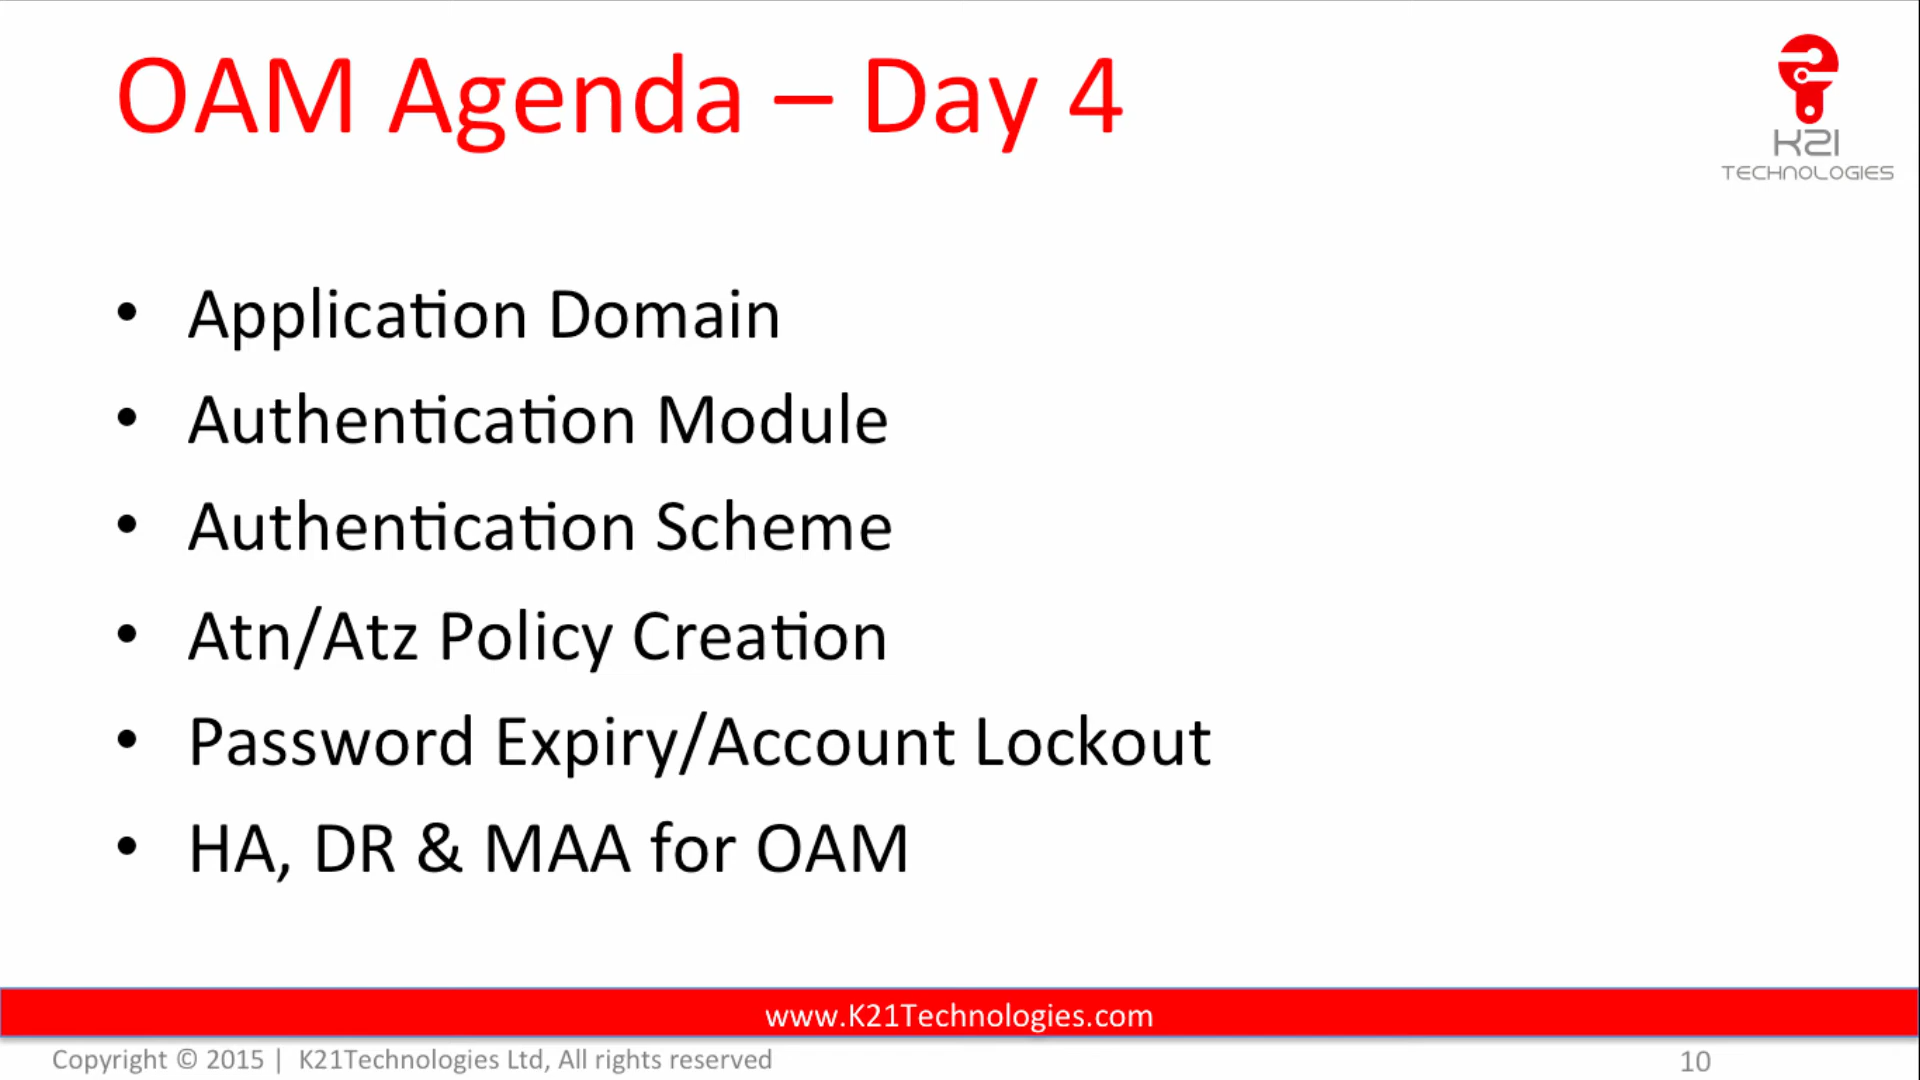 OAM Agenda – Day 4
K21
TECHNOLOGIES
• Application Domain
• Authentication Module
• Authentication Scheme
• Atn/Atz Policy Creation
• Password Expiry/Account Lockout
• HA, DR & MAA for OAM
www.K21Technologies.com
Copyright © 2015 | K21Technologies Ltd, All rights reserved
10